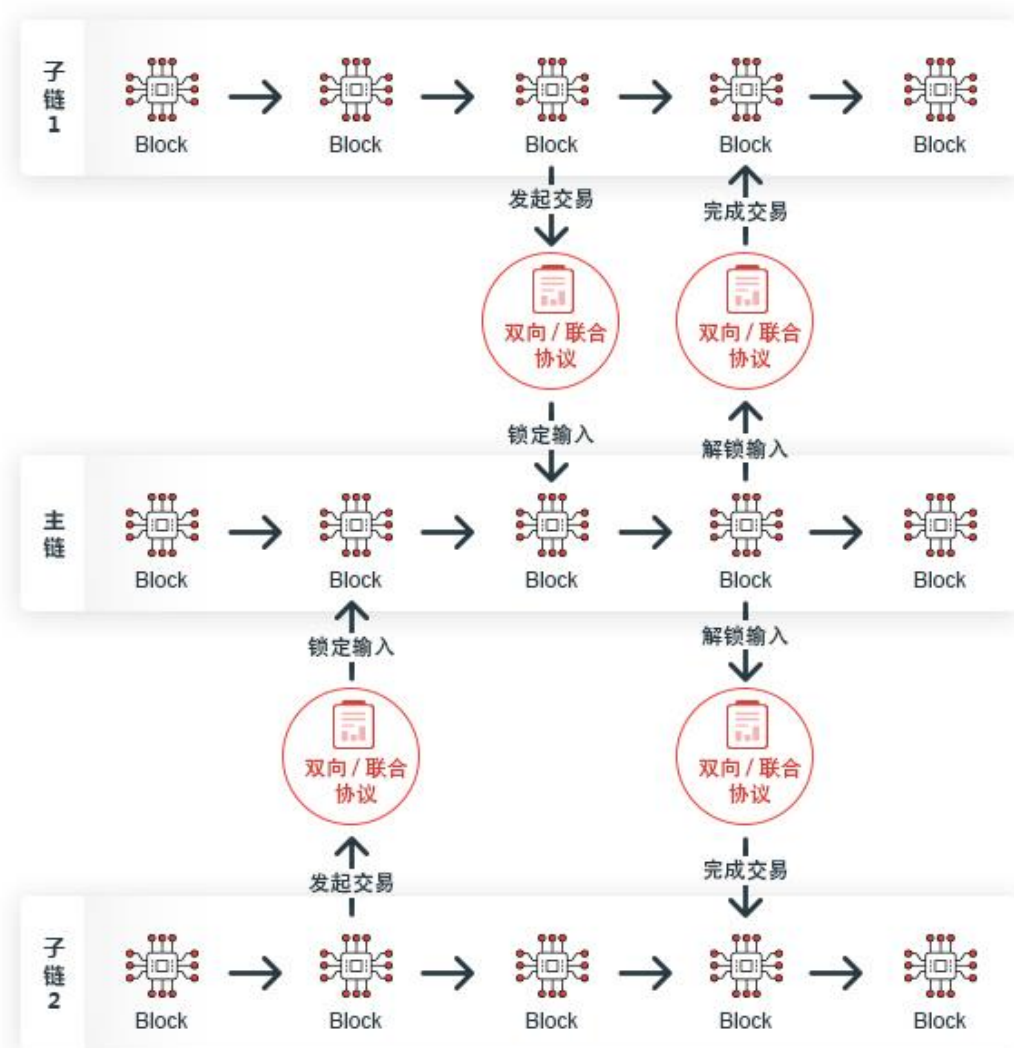 子
链
1
Block
Block
Block
Block
Block
发起交易
完成交易
双向 / 联合
协议
双向 / 联合
协议
锁定输入
解锁输入
主
链
Block
Block
Block
Block
Block
锁定输入
解锁输入
双向 / 联合
协议
双向 / 联合
协议
发起交易
完成交易
子
链
2
Block
Block
Block
Block
Block